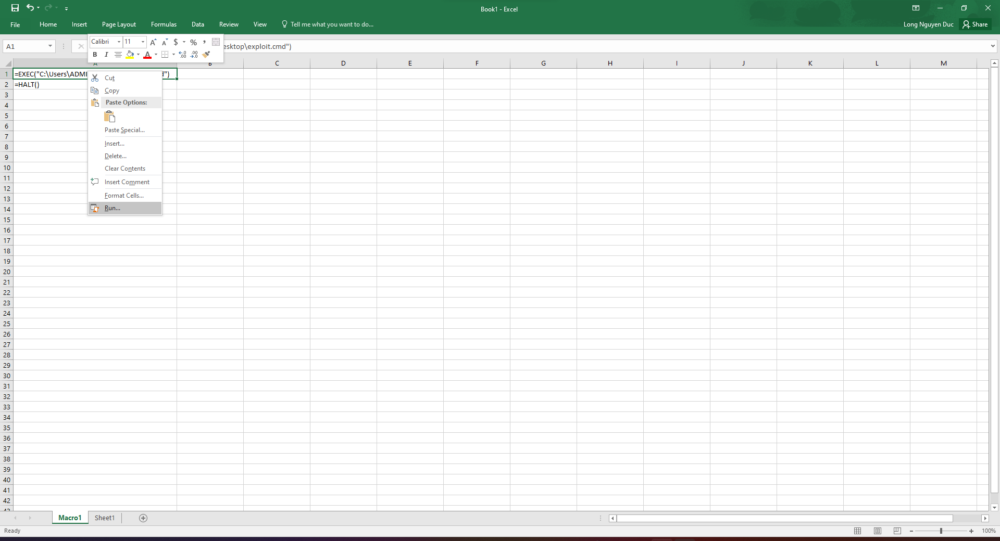 Book1 - Excel
File Home Insert Page Layout Formulas Data Review View Tell me what you want to do... Long Nguyen Duc Share
Calibri 11 A A $ % ,
A1 esktop\exploit.cmd")
B I A .0 .00
A B C D E F G H I J K L M
1 =EXEC("C:\Users\ADMI d")
2 =HALT()
Cut
Copy
Paste Options:
Paste Special...
Insert...
Delete...
Clear Contents
Insert Comment
Format Cells...
Run...
3
4
5
6
7
8
9
10
11
12
13
14
15
16
17
18
19
20
21
22
23
24
25
26
27
28
29
30
31
32
33
34
35
36
37
38
39
40
41
42
Macro1 Sheet1
Ready 100%